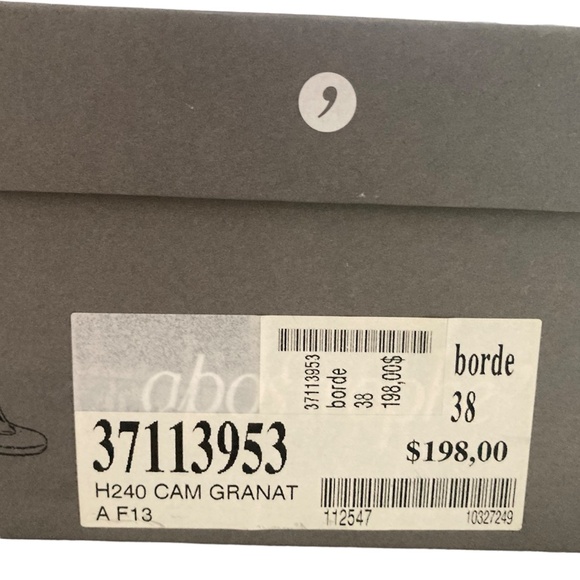 37113953
borde
38
198,00$
borde
38
37113953
$198,00
H240 CAM GRANAT
A F13
112547
10327249